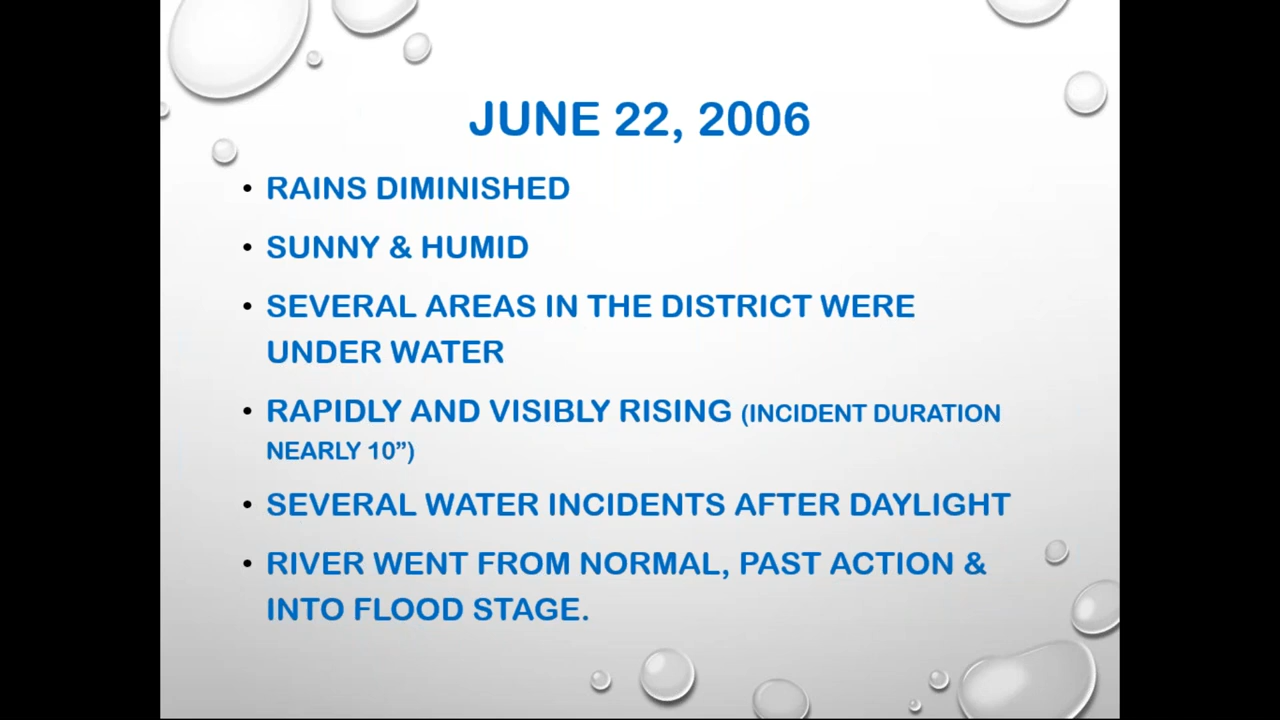 JUNE 22, 2006
• RAINS DIMINISHED
• SUNNY & HUMID
• SEVERAL AREAS IN THE DISTRICT WERE
UNDER WATER
• RAPIDLY AND VISIBLY RISING (INCIDENT DURATION
NEARLY 10”)
• SEVERAL WATER INCIDENTS AFTER DAYLIGHT
• RIVER WENT FROM NORMAL, PAST ACTION &
INTO FLOOD STAGE.